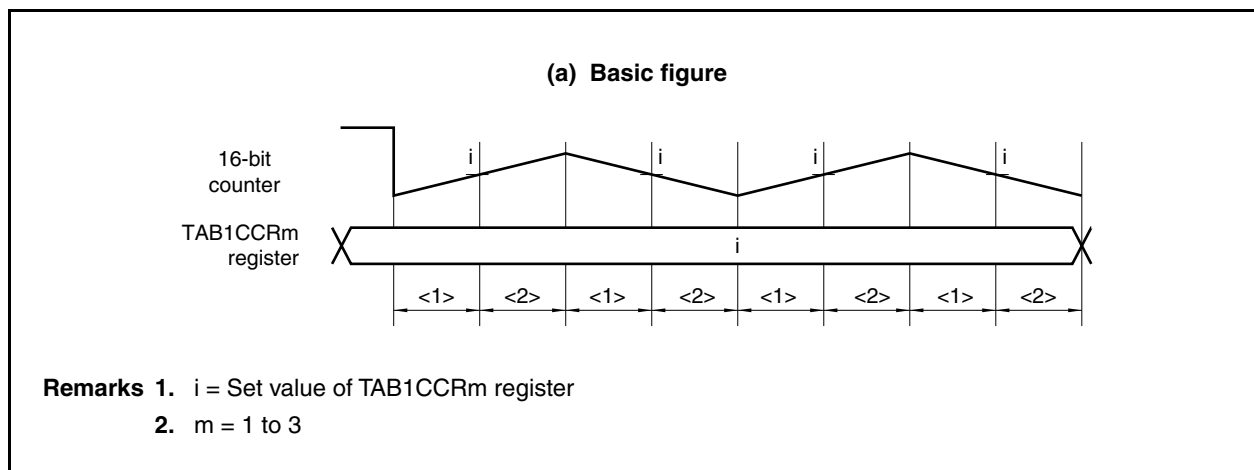 (a) Basic figure
16-bit
counter
i i i i
TAB1CCRm
register
i
<1> <2> <1> <2> <1> <2> <1> <2>
Remarks 1. i = Set value of TAB1CCRm register
2. m = 1 to 3